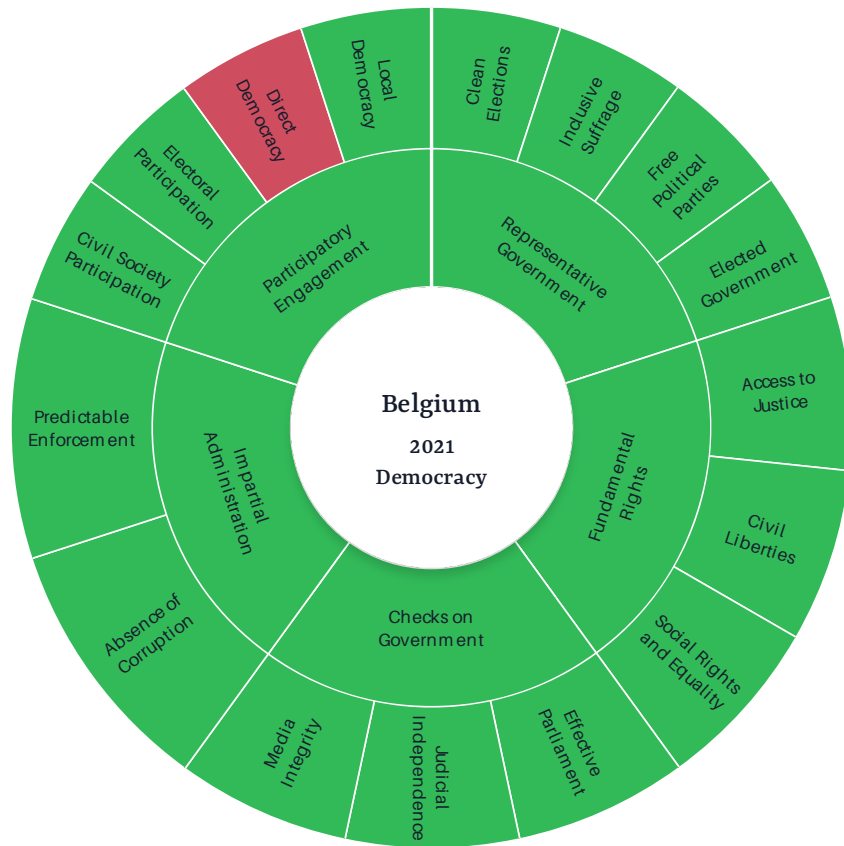 Belgium
2021
Democracy
Representative
Government
Clean
Elections
Inclusive
Suffrage
Free
Political
Parties
Elected
Government
Fundamental
Rights
Access to
Justice
Civil
Liberties
Social Rights
and Equality
Checks on
Government
Effective
Parliament
Judicial
Independence
Media
Integrity
Impartial
Administration
Absence of
Corruption
Predictable
Enforcement
Participatory
Engagement
Civil Society
Participation
Electoral
Participation
Direct
Democracy
Local
Democracy